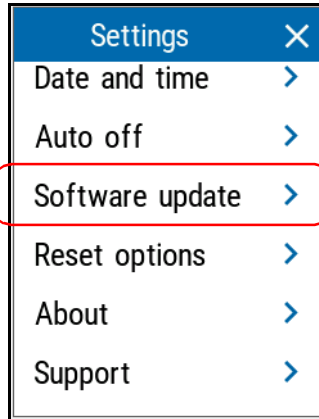 Settings
Date and time
Auto off
Software update
Reset options
About
Support